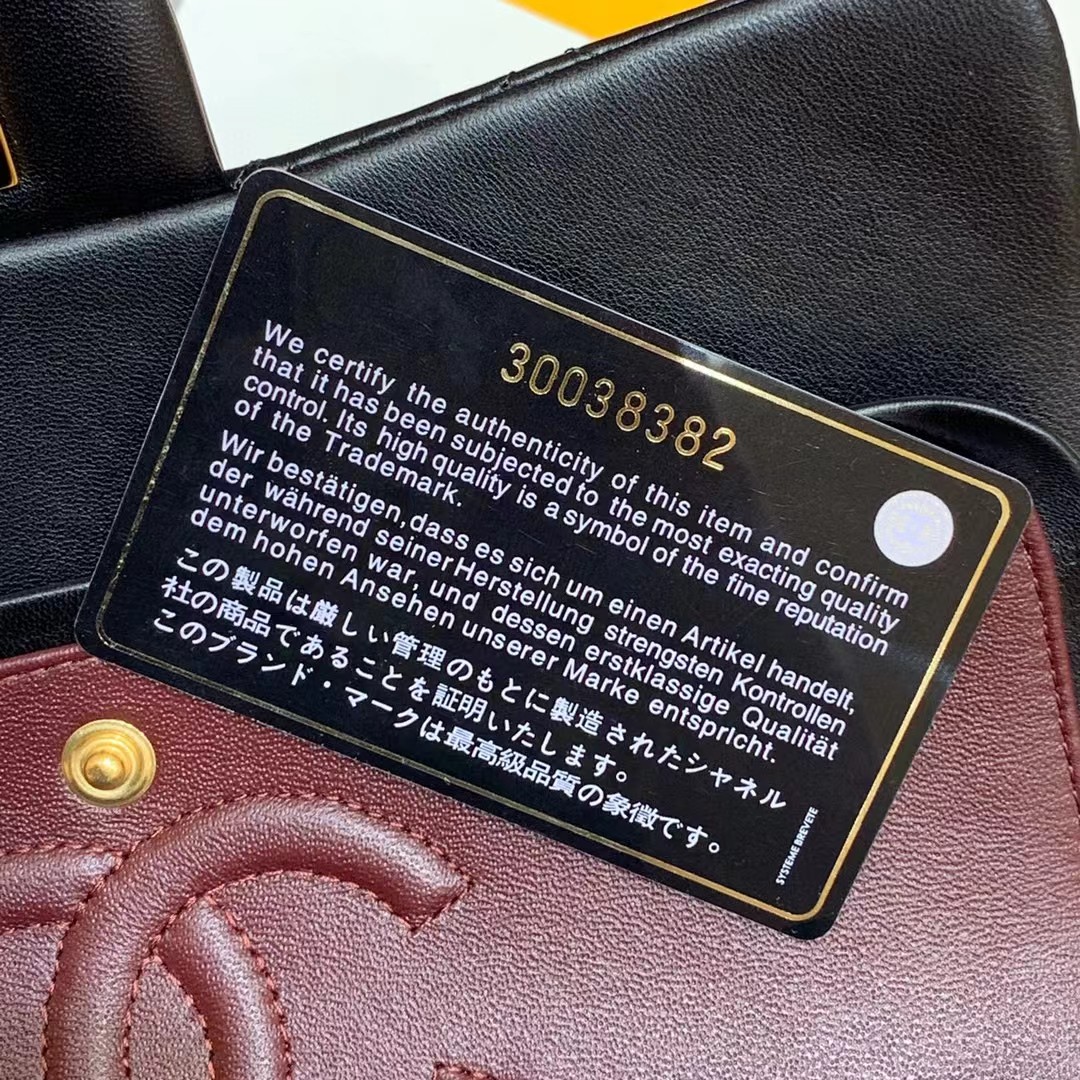 30038382
We certify the authenticity of this item and confirm
that it has been subjected to the most exacting quality
control. Its high quality is a symbol of the fine reputation
of the Trademark.
Wir bestätigen, dass es sich um einen Artikel handelt,
der während seiner Herstellung strengsten Kontrollen
unterworfen war, und dessen erstklassige Qualität
dem hohen Ansehen unserer Marke entspricht.
この製品は厳しい管理のもとに製造されたシャネル
社の商品であることを証明いたします。
このブランド・マークは最高級品質の象徴です。
SYSTEME BREVETE